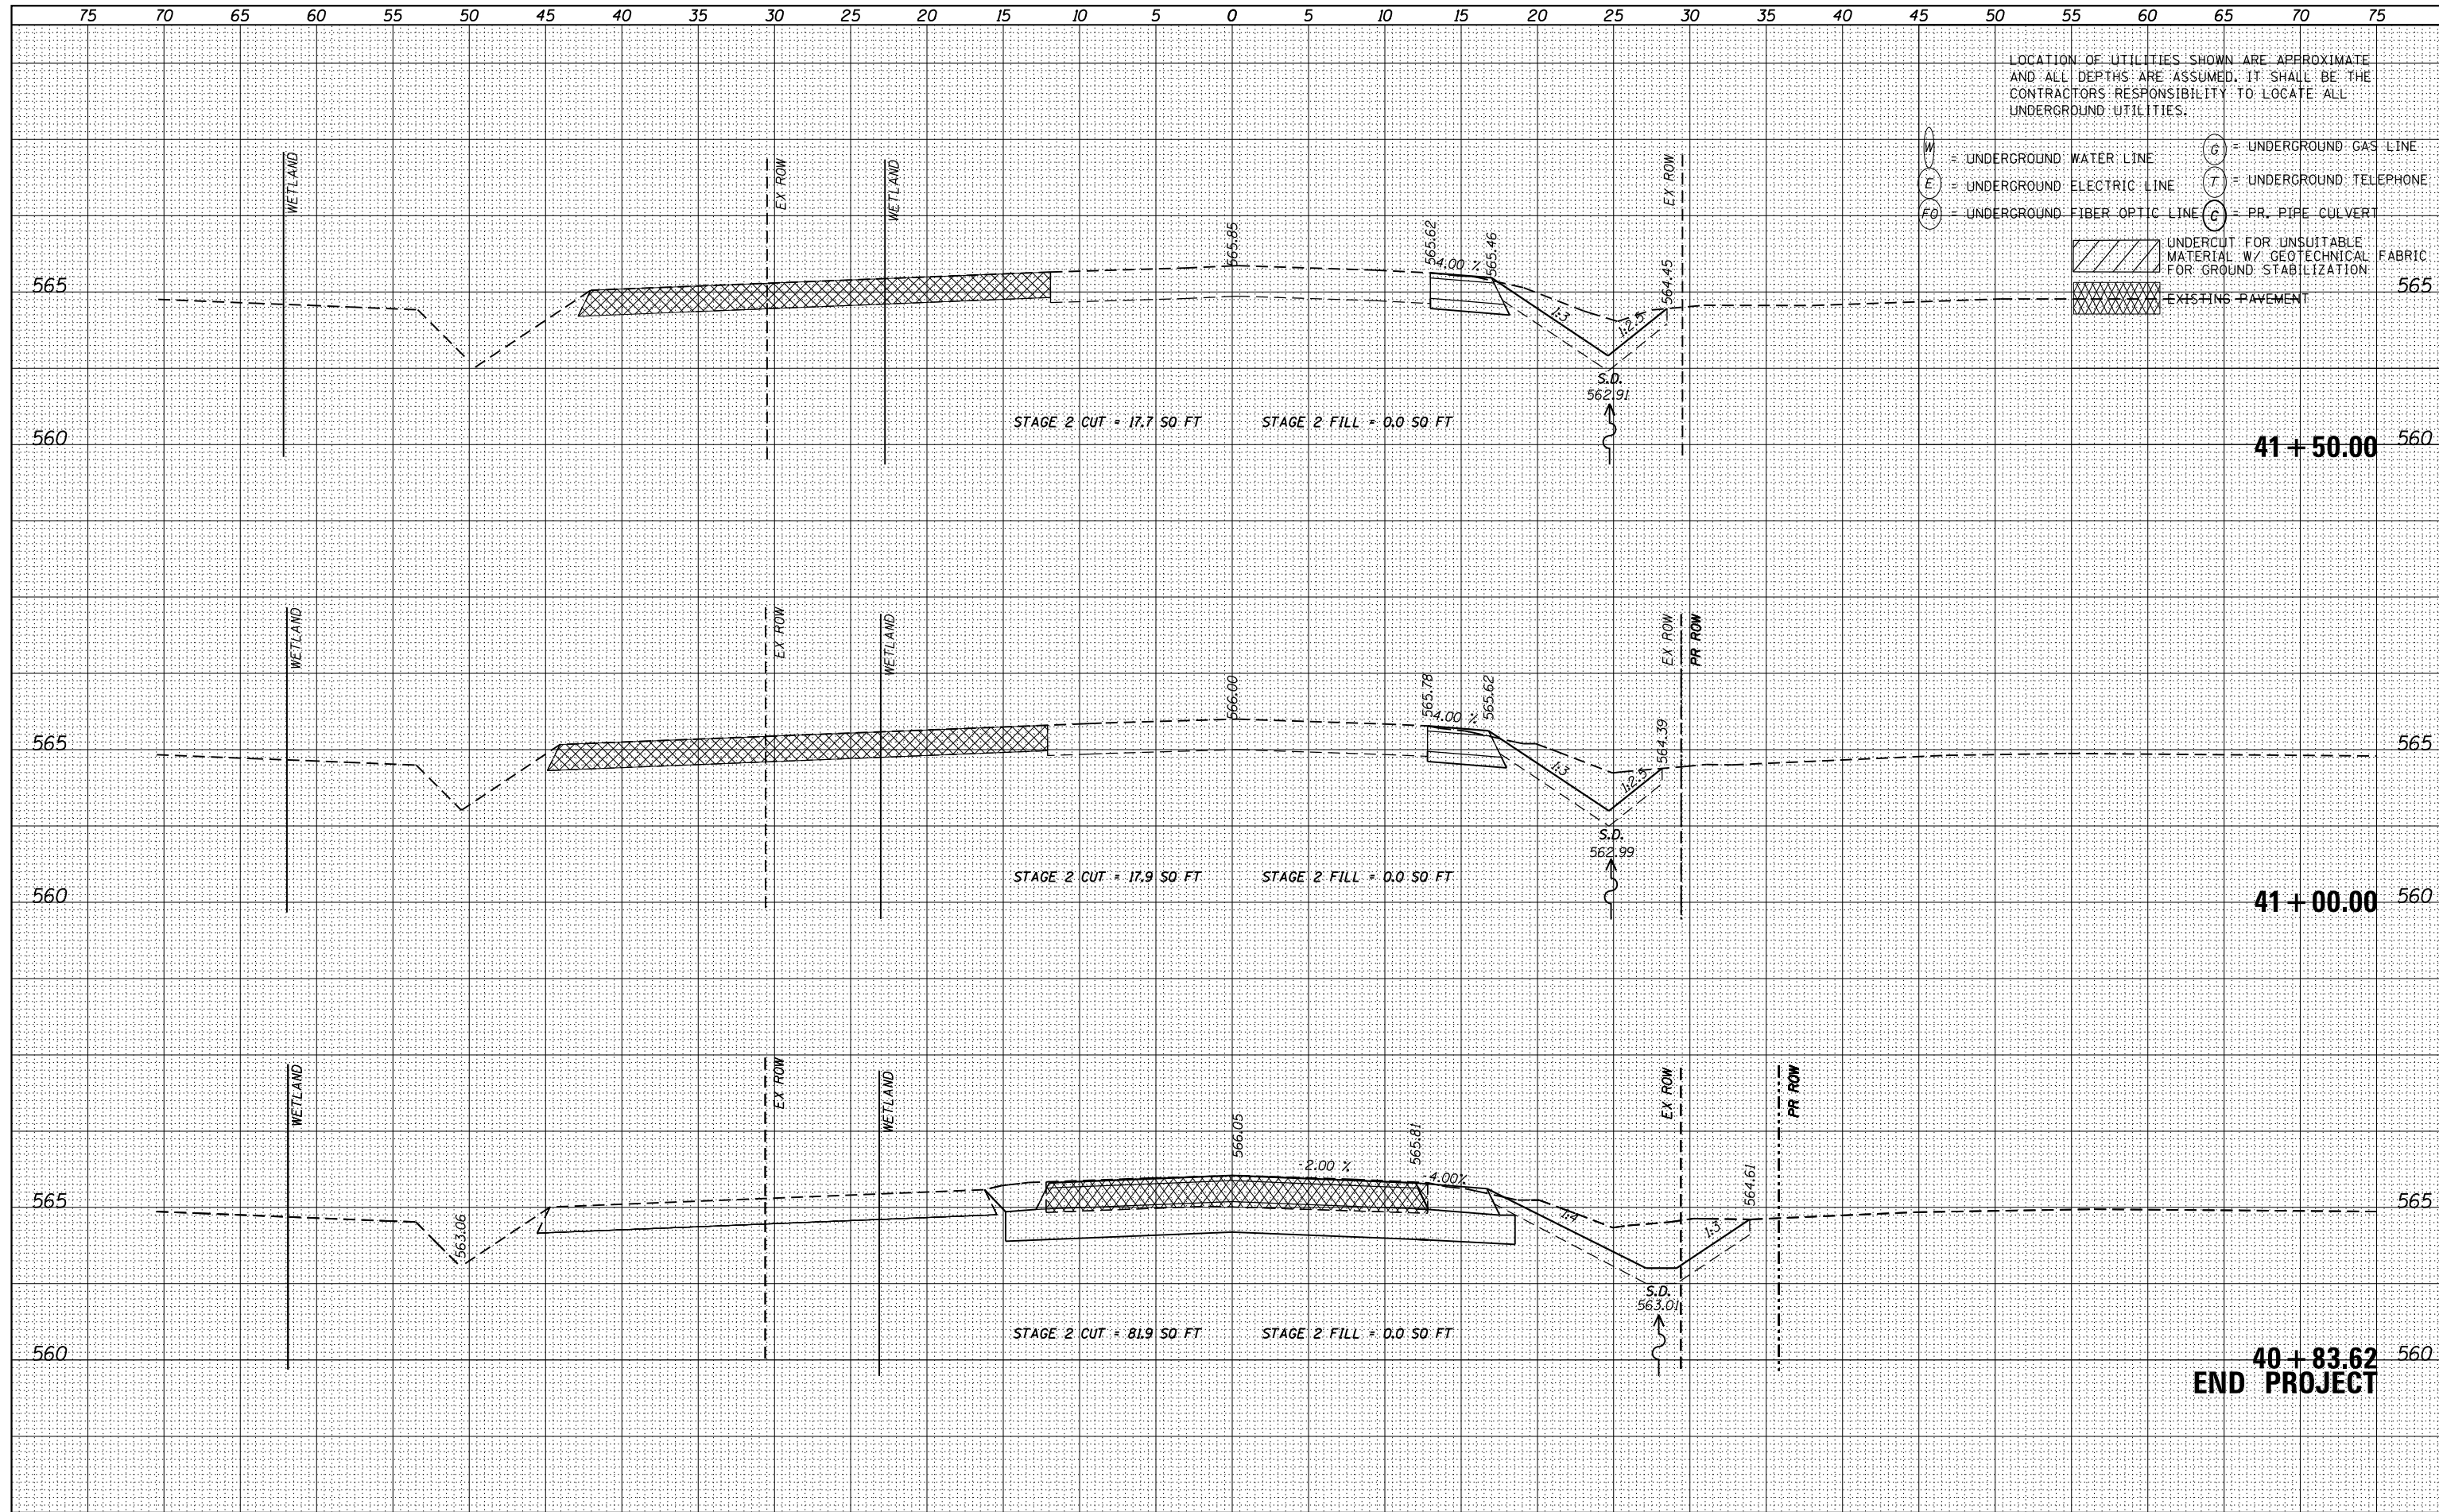 75 70 65 60 55 50 45 40 35 30 25 20 15 10 5 0 5 10 15 20 25 30 35 40 45 50 55 60 65 70 75
LOCATION OF UTILITIES SHOWN ARE APPROXIMATE
AND ALL DEPTHS ARE ASSUMED. IT SHALL BE THE
CONTRACTORS RESPONSIBILITY TO LOCATE ALL
UNDERGROUND UTILITIES.
W = UNDERGROUND WATER LINE
G = UNDERGROUND GAS LINE
E = UNDERGROUND ELECTRIC LINE
T = UNDERGROUND TELEPHONE
FO = UNDERGROUND FIBER OPTIC LINE
C = PR. PIPE CULVERT
UNDERCUT FOR UNSUITABLE
MATERIAL W/ GEOTECHNICAL FABRIC
FOR GROUND STABILIZATION
EXISTING PAVEMENT
WETLAND
EX ROW
WETLAND
565.85
565.62
-4.00 %
565.46
EX ROW
564.45
1:3
1:2.5
565
565
S.D.
562.91
STAGE 2 CUT = 17.7 SQ FT
STAGE 2 FILL = 0.0 SQ FT
560
41 + 50.00
560
WETLAND
EX ROW
WETLAND
566.00
565.78
-4.00 %
565.62
564.39
EX ROW
PR ROW
1:3
1:2.5
565
565
S.D.
562.99
STAGE 2 CUT = 17.9 SQ FT
STAGE 2 FILL = 0.0 SQ FT
560
41 + 00.00
560
WETLAND
EX ROW
WETLAND
566.05
-2.00 %
565.81
-4.00%
EX ROW
564.61
PR ROW
1:4
1:3
563.06
565
565
S.D.
563.01
STAGE 2 CUT = 81.9 SQ FT
STAGE 2 FILL = 0.0 SQ FT
560
40 + 83.62
560
END PROJECT